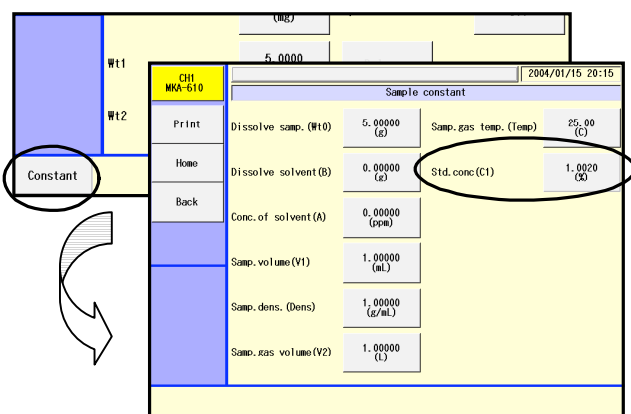 (mg)
Wt1
5.0000
Wt2
Constant
CH1
MKA-610
2004/01/15 20:15
Sample constant
Print
Home
Back
Dissolve samp.(Wt0)
5.00000
(g)
Samp.gas temp.(Temp)
25.00
(C)
Dissolve solvent(B)
0.00000
(g)
Std.conc(C1)
1.0020
(%)
Conc.of solvent(A)
0.00000
(ppm)
Samp.volume(V1)
1.00000
(mL)
Samp.dens.(Dens)
1.00000
(g/mL)
Samp.gas volume(V2)
1.00000
(L)